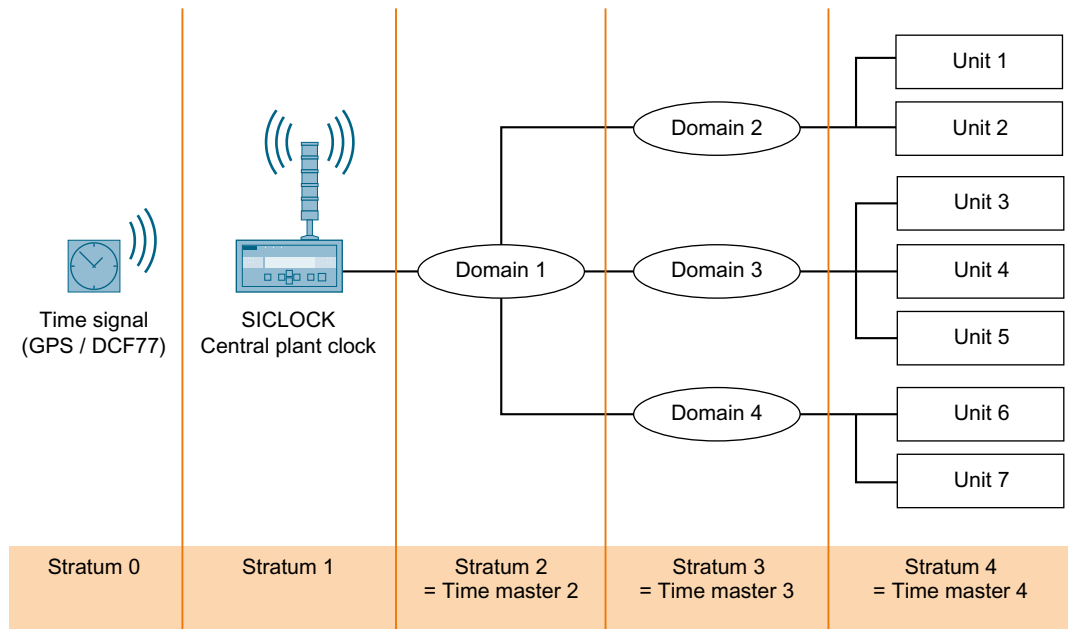 Time signal
(GPS / DCF77)
SICLOCK
Central plant clock
Domain 1
Domain 2
Domain 3
Domain 4
Unit 1
Unit 2
Unit 3
Unit 4
Unit 5
Unit 6
Unit 7
Stratum 0
Stratum 1
Stratum 2
= Time master 2
Stratum 3
= Time master 3
Stratum 4
= Time master 4